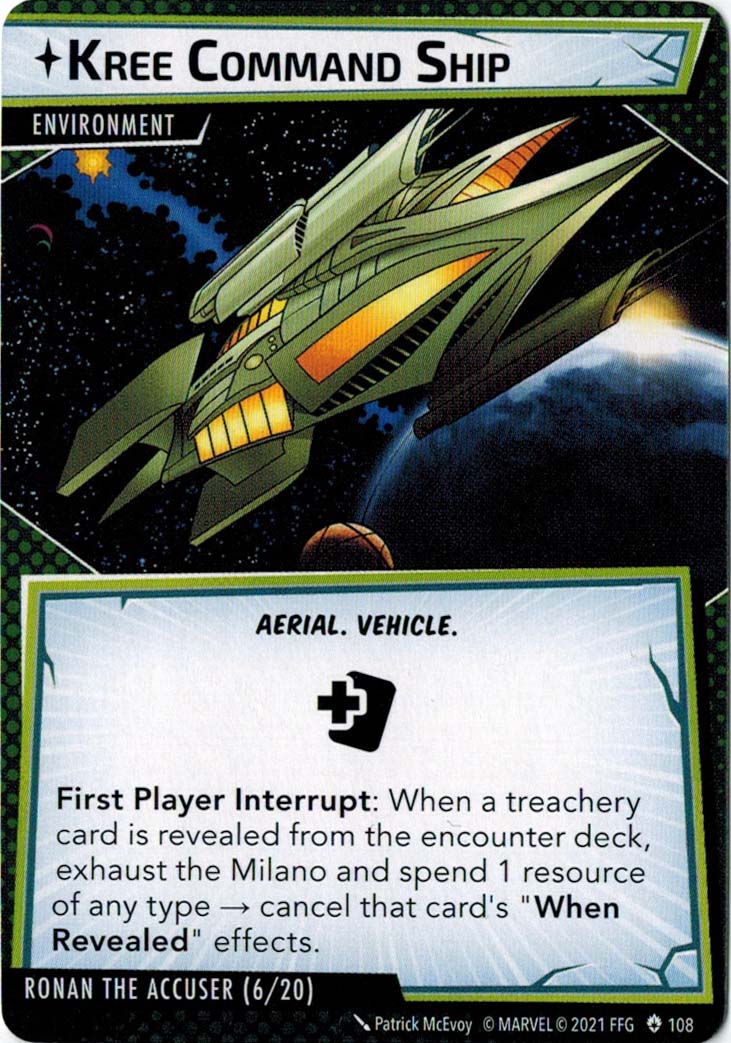 KREE COMMAND SHIP
ENVIRONMENT
AERIAL. VEHICLE.
First Player Interrupt: When a treachery
card is revealed from the encounter deck,
exhaust the Milano and spend 1 resource
of any type → cancel that card's "When
Revealed" effects.
RONAN THE ACCUSER (6/20)
Patrick McEvoy © MARVEL © 2021 FFG 108